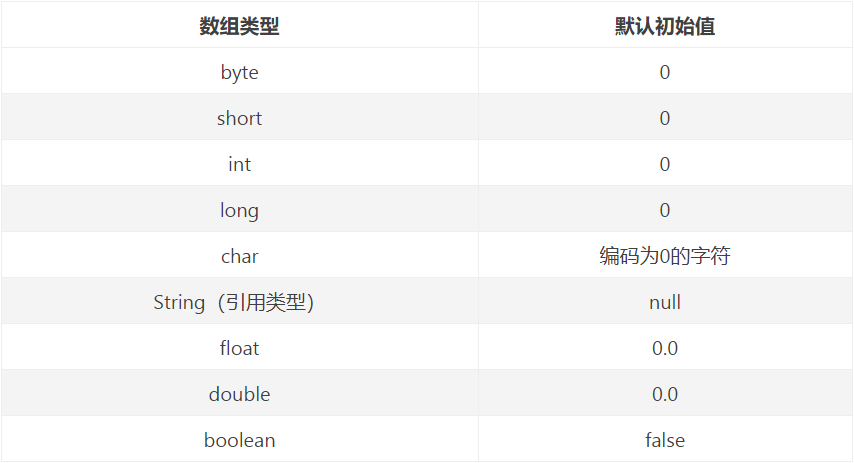 数组类型 默认初始值
byte 0
short 0
int 0
long 0
char 编码为0的字符
String（引用类型） null
float 0.0
double 0.0
boolean false